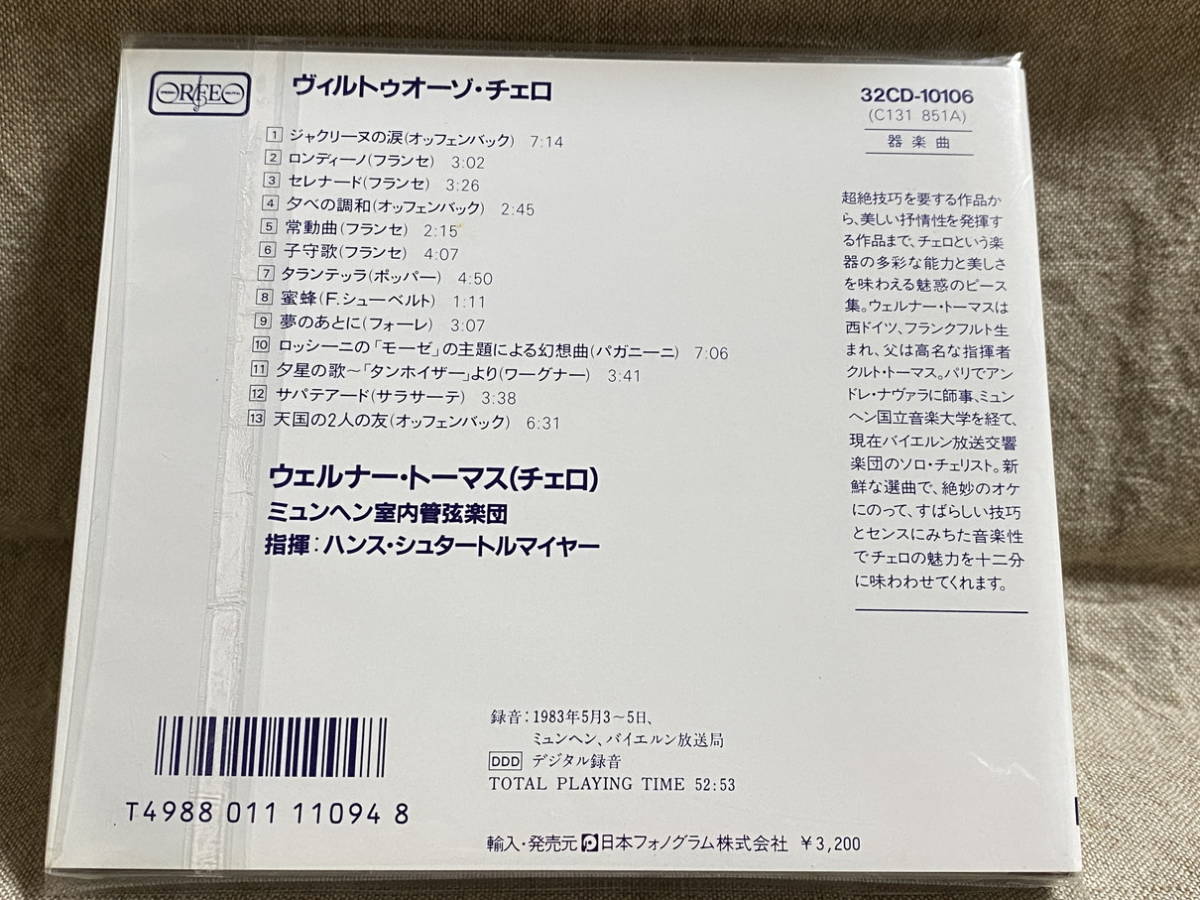 ORFEO
ヴィルトゥオーゾ・チェロ
1 ジャクリーヌの涙(オッフェンバック) 7:14
2 ロンディーノ(フランセ) 3:02
3 セレナード(フランセ) 3:26
4 夕べの調和(オッフェンバック) 2:45
5 常動曲(フランセ) 2:15
6 子守歌(フランセ) 4:07
7 タランテッラ(ポッパー) 4:50
8 蜜蜂(F.シューベルト) 1:11
9 夢のあとに(フォーレ) 3:07
10 ロッシーニの「モーゼ」の主題による幻想曲(パガニーニ) 7:06
11 夕星の歌〜「タンホイザー」より(ワーグナー) 3:41
12 サパテアード(サラサーテ) 3:38
13 天国の2人の友(オッフェンバック) 6:31
ウェルナー・トーマス(チェロ)
ミュンヘン室内管弦楽団
指揮:ハンス・シュタートルマイヤー
32CD-10106
(C131 851A)
器楽曲
超絶技巧を要する作品か
ら、美しい抒情性を発揮す
る作品まで、チェロという楽
器の多彩な能力と美しさ
を味わえる魅惑のピース
集。ウェルナー・トーマスは
西ドイツ、フランクフルト生
まれ、父は高名な指揮者
クルト・トーマス。パリでアン
ドレ・ナヴァラに師事、ミュン
ヘン国立音楽大学を経て、
現在バイエルン放送交響
楽団のソロ・チェリスト。新
鮮な選曲で、絶妙のオケ
にのって、すばらしい技巧
とセンスにみちた音楽性
でチェロの魅力を十二分
に味わわせてくれます。
録音:1983年5月3〜5日、
ミュンヘン、バイエルン放送局
DDD デジタル録音
TOTAL PLAYING TIME 52:53
T4988 011 11094 8
輸入・発売元 日本フォノグラム株式会社 ¥3,200